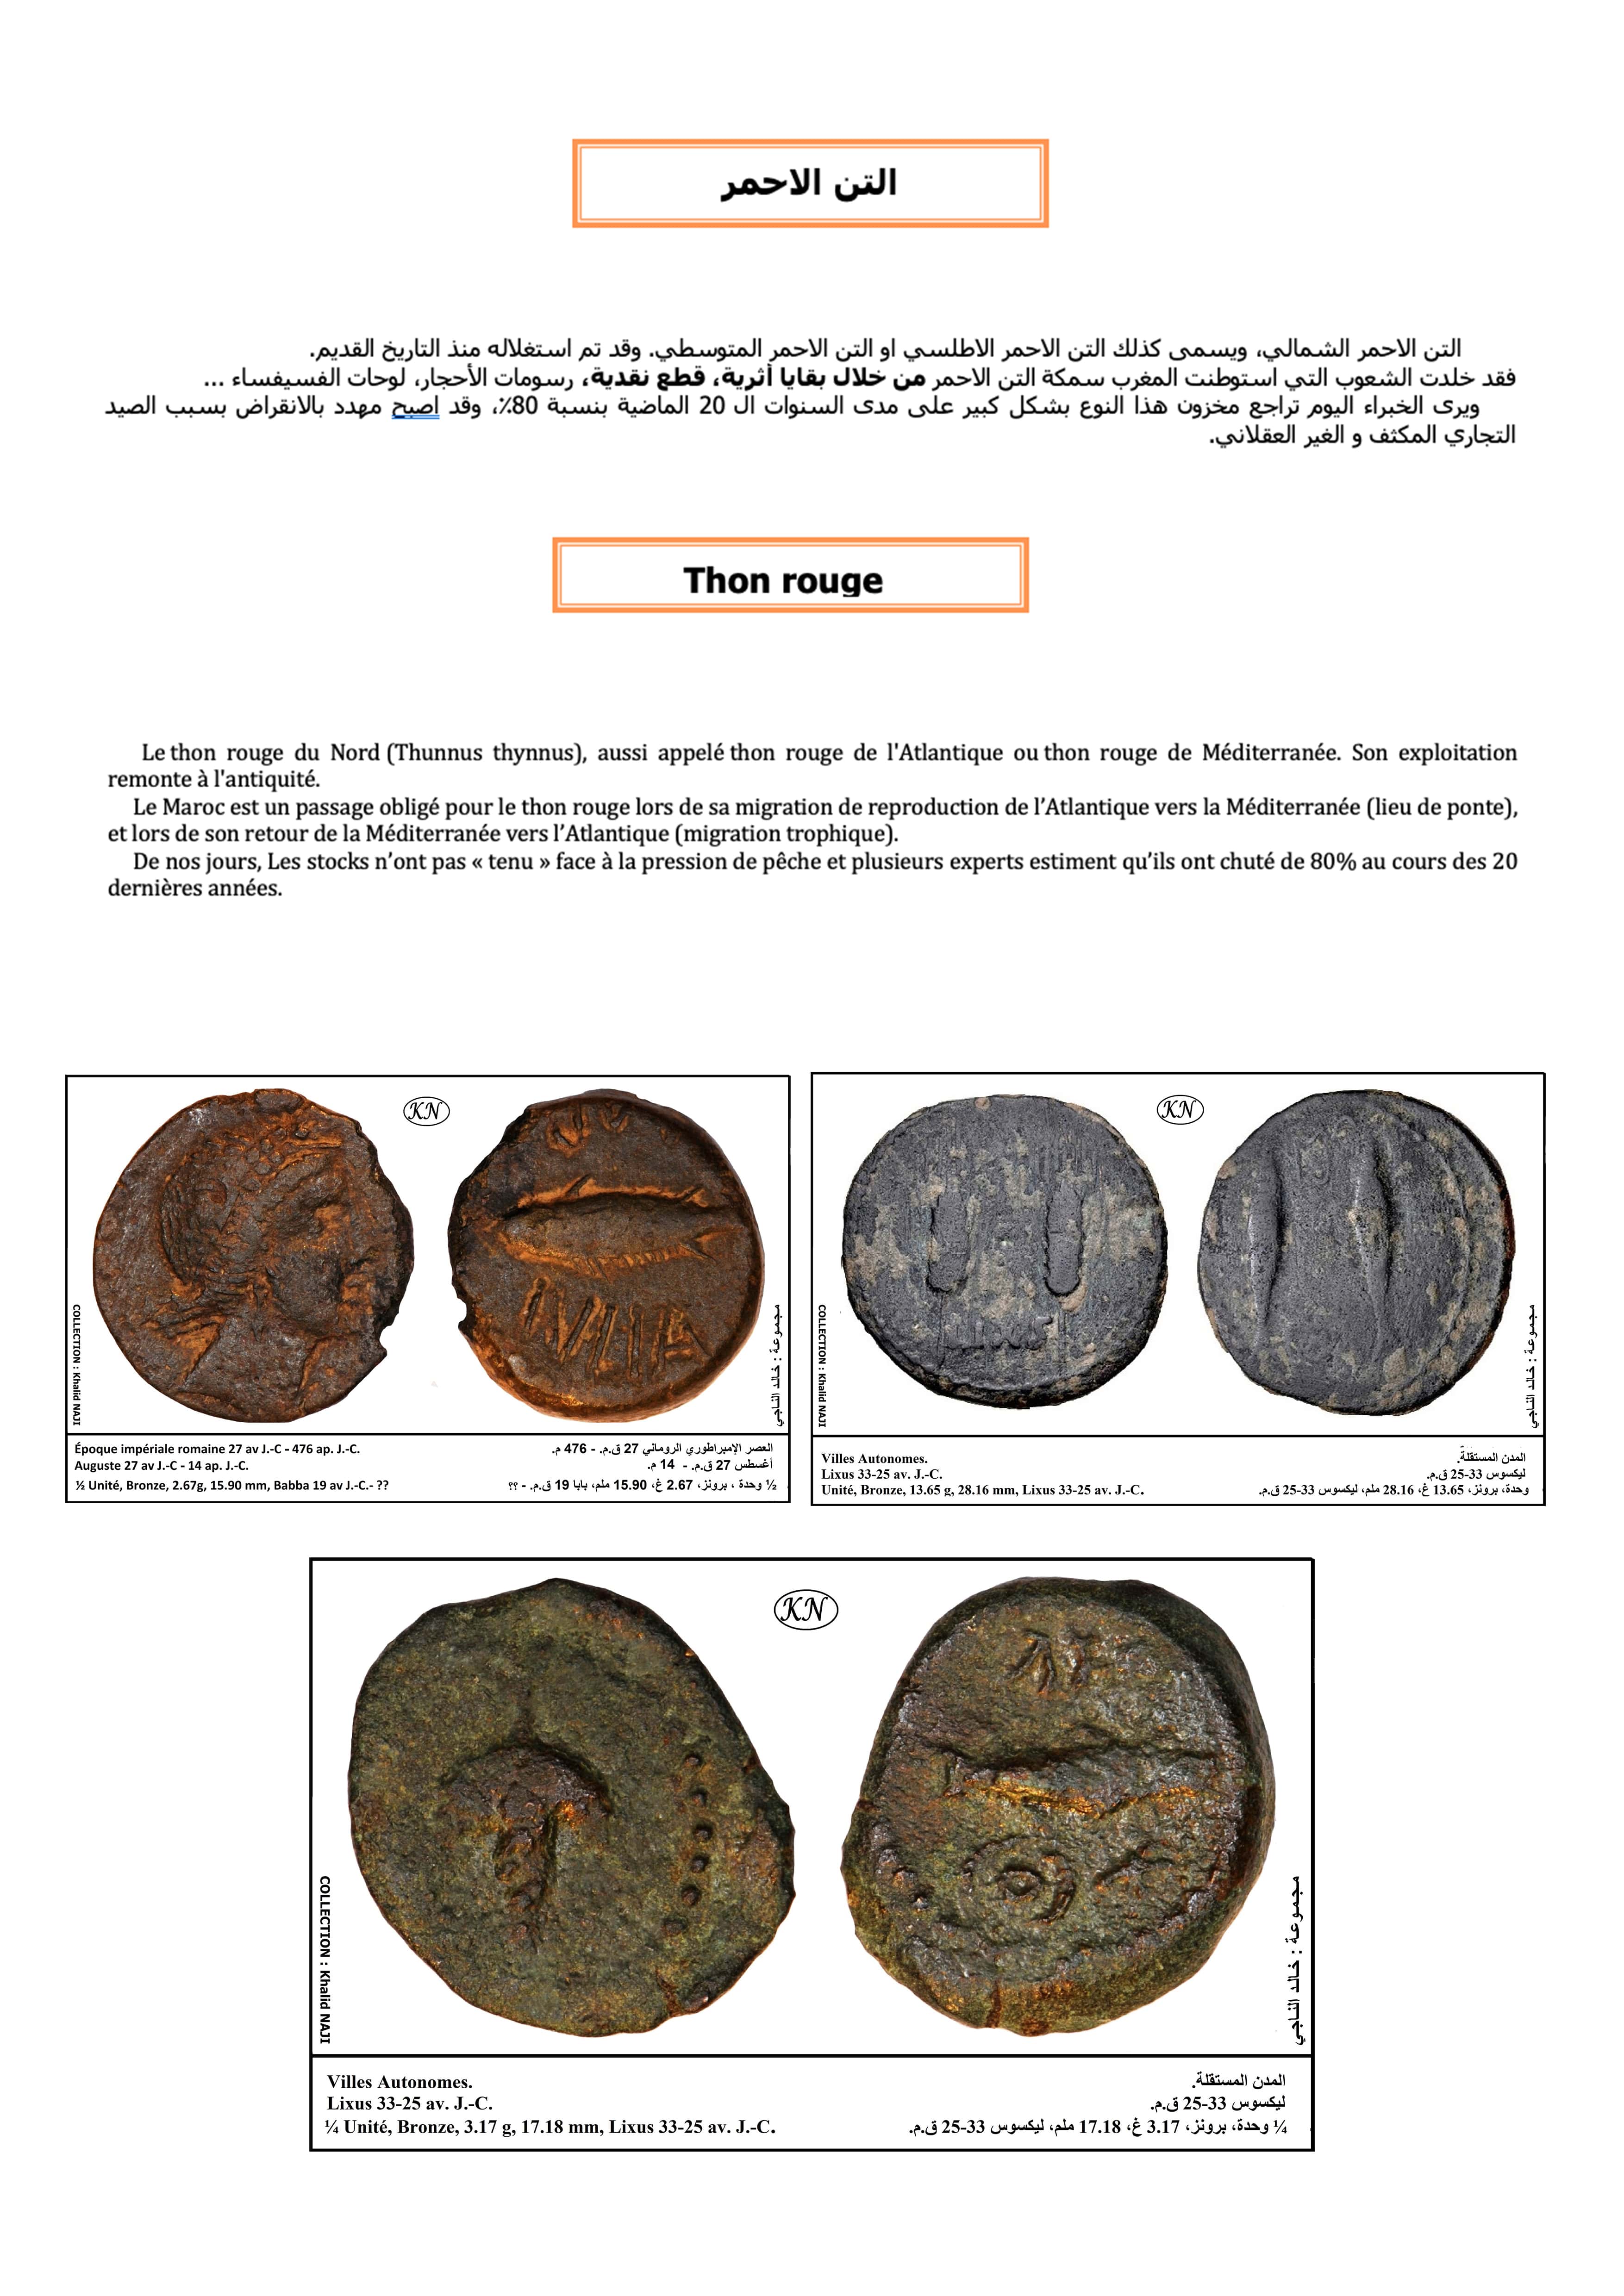 التن الاحمر
التن الاحمر الشمالي، ويسمى كذلك التن الاحمر الاطلسي او التن الاحمر المتوسطي. وقد تم استغلاله منذ التاريخ القديم.
فقد خلدت الشعوب التي استوطنت المغرب سمكة التن الاحمر من خلال بقايا أثرية، قطع نقدية، رسومات الأحجار، لوحات الفسيفساء ...
ويرى الخبراء اليوم تراجع مخزون هذا النوع بشكل كبير على مدى السنوات ال 20 الماضية بنسبة 80٪، وقد اصبح مهدد بالانقراض بسبب الصيد
التجاري المكثف و الغير العقلاني.
Thon rouge
Le thon rouge du Nord (Thunnus thynnus), aussi appelé thon rouge de l'Atlantique ou thon rouge de Méditerranée. Son exploitation
remonte à l'antiquité.
Le Maroc est un passage obligé pour le thon rouge lors de sa migration de reproduction de l’Atlantique vers la Méditerranée (lieu de ponte),
et lors de son retour de la Méditerranée vers l’Atlantique (migration trophique).
De nos jours, Les stocks n’ont pas « tenu » face à la pression de pêche et plusieurs experts estiment qu’ils ont chuté de 80% au cours des 20
dernières années.
KN
COLLECTION : Khalid NAJI
مجموعة : خالد الناجي
Époque impériale romaine 27 av J.-C - 476 ap. J.-C.
Auguste 27 av J.-C - 14 ap. J.-C.
½ Unité, Bronze, 2.67g, 15.90 mm, Babba 19 av J.-C.- ??
العصر الإمبراطوري الروماني 27 ق.م. - 476 م.
أغسطس 27 ق.م. - 14 م.
½ وحدة ، برونز، 2.67 غ، 15.90 ملم، بابا 19 ق.م. - ؟؟
KN
LIXVS
COLLECTION : Khalid NAJI
مجموعة : خالد الناجي
Villes Autonomes.
Lixus 33-25 av. J.-C.
Unité, Bronze, 13.65 g, 28.16 mm, Lixus 33-25 av. J.-C.
المدن المستقلة.
ليكسوس 33-25 ق.م.
وحدة، برونز، 13.65 غ، 28.16 ملم، ليكسوس 33-25 ق.م.
KN
COLLECTION : Khalid NAJI
مجموعة : خالد الناجي
Villes Autonomes.
Lixus 33-25 av. J.-C.
¼ Unité, Bronze, 3.17 g, 17.18 mm, Lixus 33-25 av. J.-C.
المدن المستقلة.
ليكسوس 33-25 ق.م.
¼ وحدة، برونز، 3.17 غ، 17.18 ملم، ليكسوس 33-25 ق.م.